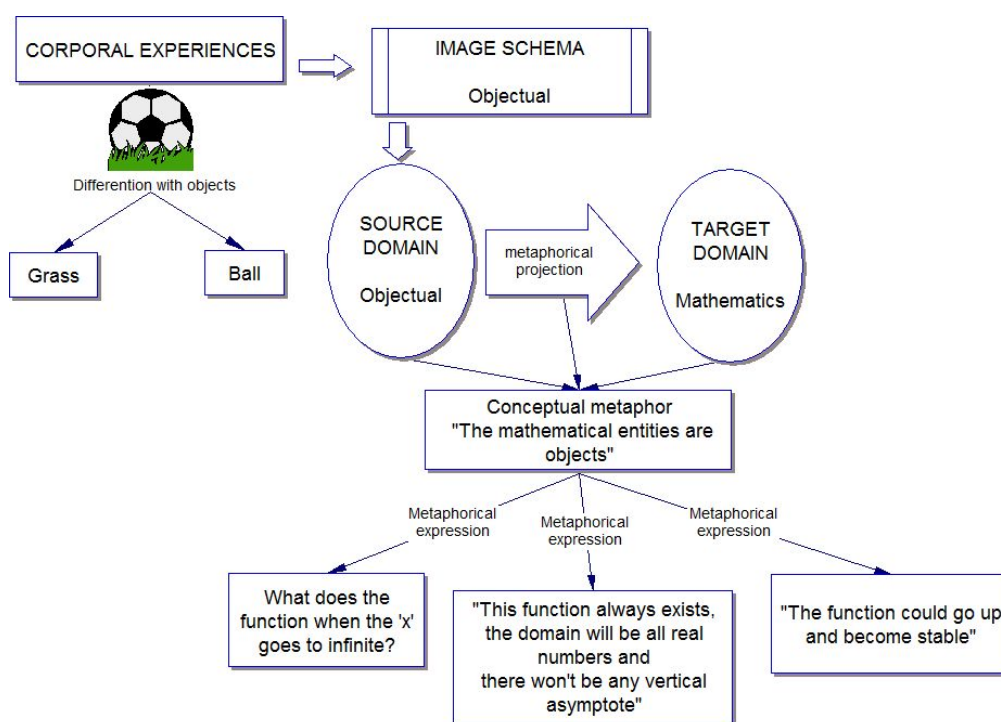 CORPORAL EXPERIENCES
IMAGE SCHEMA
Objectual
Differention with objects
Grass
Ball
SOURCE
DOMAIN
Objectual
metaphorical
projection
TARGET
DOMAIN
Mathematics
Conceptual metaphor
"The mathematical entities are
objects"
Metaphorical
expression
Metaphorical
expression
Metaphorical
expression
What does the
function when the 'x'
goes to infinite?
"This function always exists,
the domain will be all real
numbers and
there won't be any vertical
asymptote"
"The function could go up
and become stable"